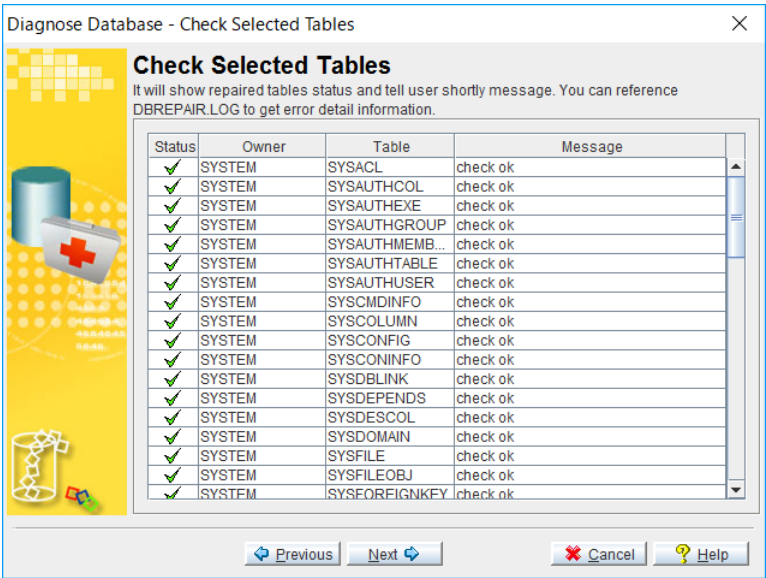 Diagnose Database - Check Selected Tables
Check Selected Tables
It will show repaired tables status and tell user shortly message. You can reference
DBREPAIR.LOG to get error detail information.
Status Owner Table Message
SYSTEM SYSACL check ok
SYSTEM SYSAUTHCOL check ok
SYSTEM SYSAUTHEXE check ok
SYSTEM SYSAUTHGROUP check ok
SYSTEM SYSAUTHMEMB... check ok
SYSTEM SYSAUTHTABLE check ok
SYSTEM SYSAUTHUSER check ok
SYSTEM SYSCMDINFO check ok
SYSTEM SYSCOLUMN check ok
SYSTEM SYSCONFIG check ok
SYSTEM SYSCONINFO check ok
SYSTEM SYSDBLINK check ok
SYSTEM SYSDEPENDS check ok
SYSTEM SYSDESCOL check ok
SYSTEM SYSDOMAIN check ok
SYSTEM SYSFILE check ok
SYSTEM SYSFILEOBJ check ok
SYSTEM SYSFOREIGNKEY check ok
Previous Next Cancel Help